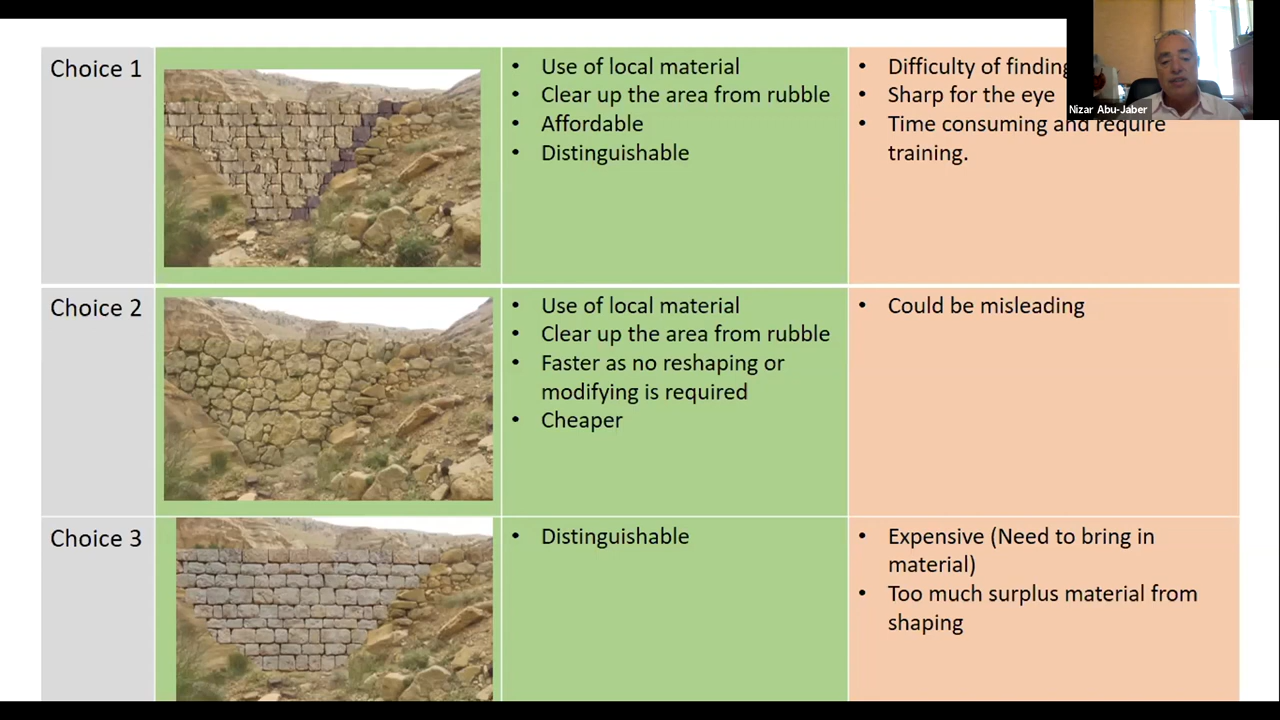 Choice 1
• Use of local material
• Clear up the area from rubble
• Affordable
• Distinguishable
• Difficulty of finding
• Sharp for the eye
• Time consuming and require
training.
Nizar Abu-Jaber
Choice 2
• Use of local material
• Clear up the area from rubble
• Faster as no reshaping or
modifying is required
• Cheaper
• Could be misleading
Choice 3
• Distinguishable
• Expensive (Need to bring in
material)
• Too much surplus material from
shaping